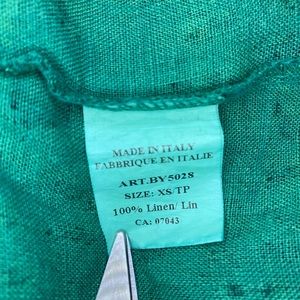 MADE IN ITALY
FABBRIQUE EN ITALIE
ART.BY5028
SIZE: XS/TP
100% Linen/ Lin
CA: 07043